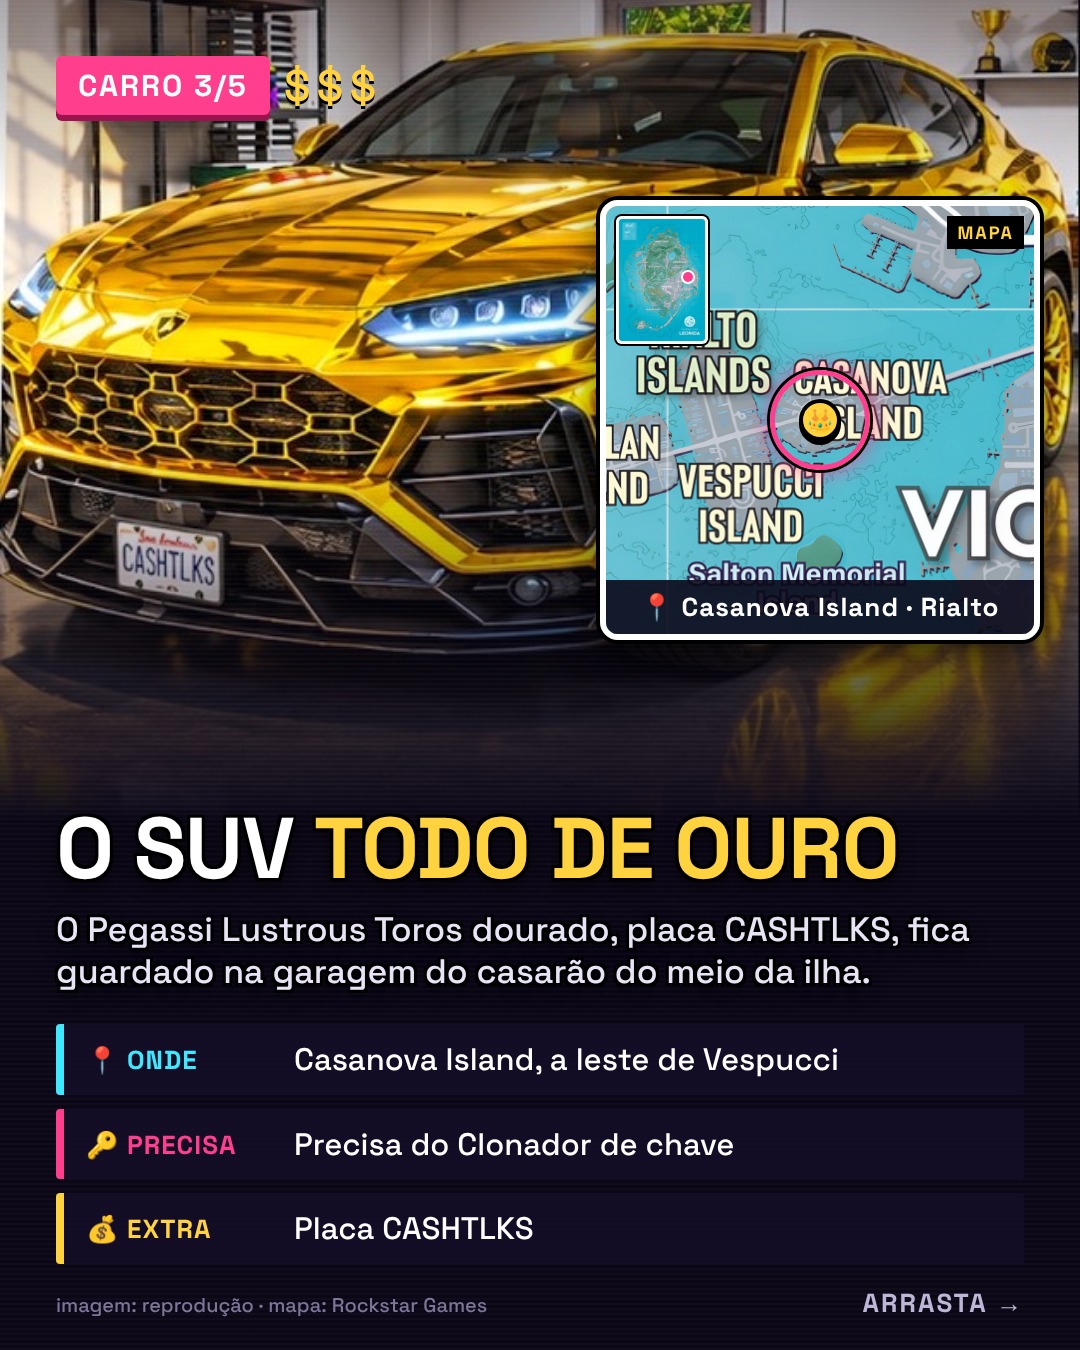 CARRO 3/5
$$$
MAPA
ISLANDS
CASANOVA
ISLAND
VESPUCCI
ISLAND
Salton Memorial
📍 Casanova Island · Rialto
CASHTLKS
O SUV TODO DE OURO
O Pegassi Lustrous Toros dourado, placa CASHTLKS, fica
guardado na garagem do casarão do meio da ilha.
📍 ONDE
Casanova Island, a leste de Vespucci
🔑 PRECISA
Precisa do Clonador de chave
💰 EXTRA
Placa CASHTLKS
imagem: reprodução · mapa: Rockstar Games
ARRASTA →